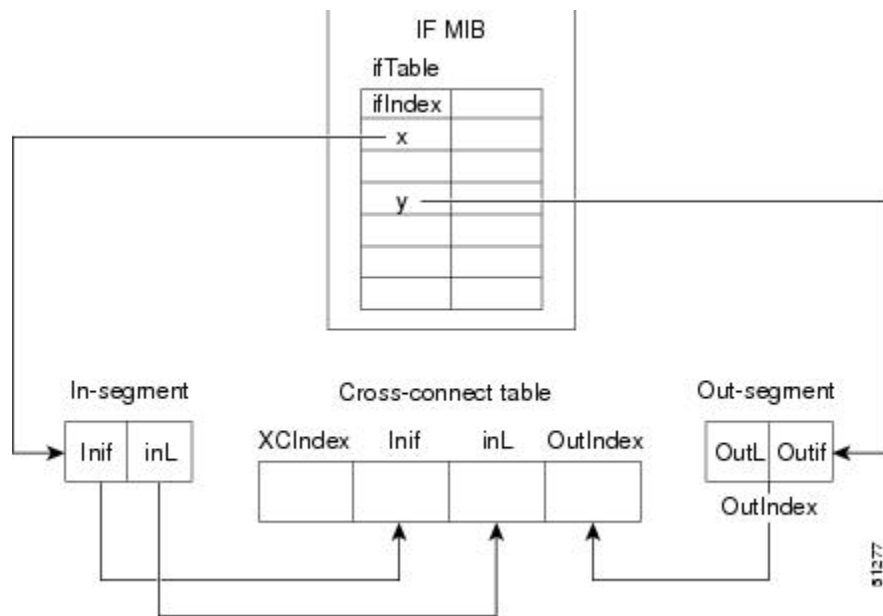 IF MIB
ifTable
ifIndex
x
y
In-segment
Cross-connect table
Out-segment
XCIndex Inif inL OutIndex
Inif inL
OutL Outif
OutIndex
51277